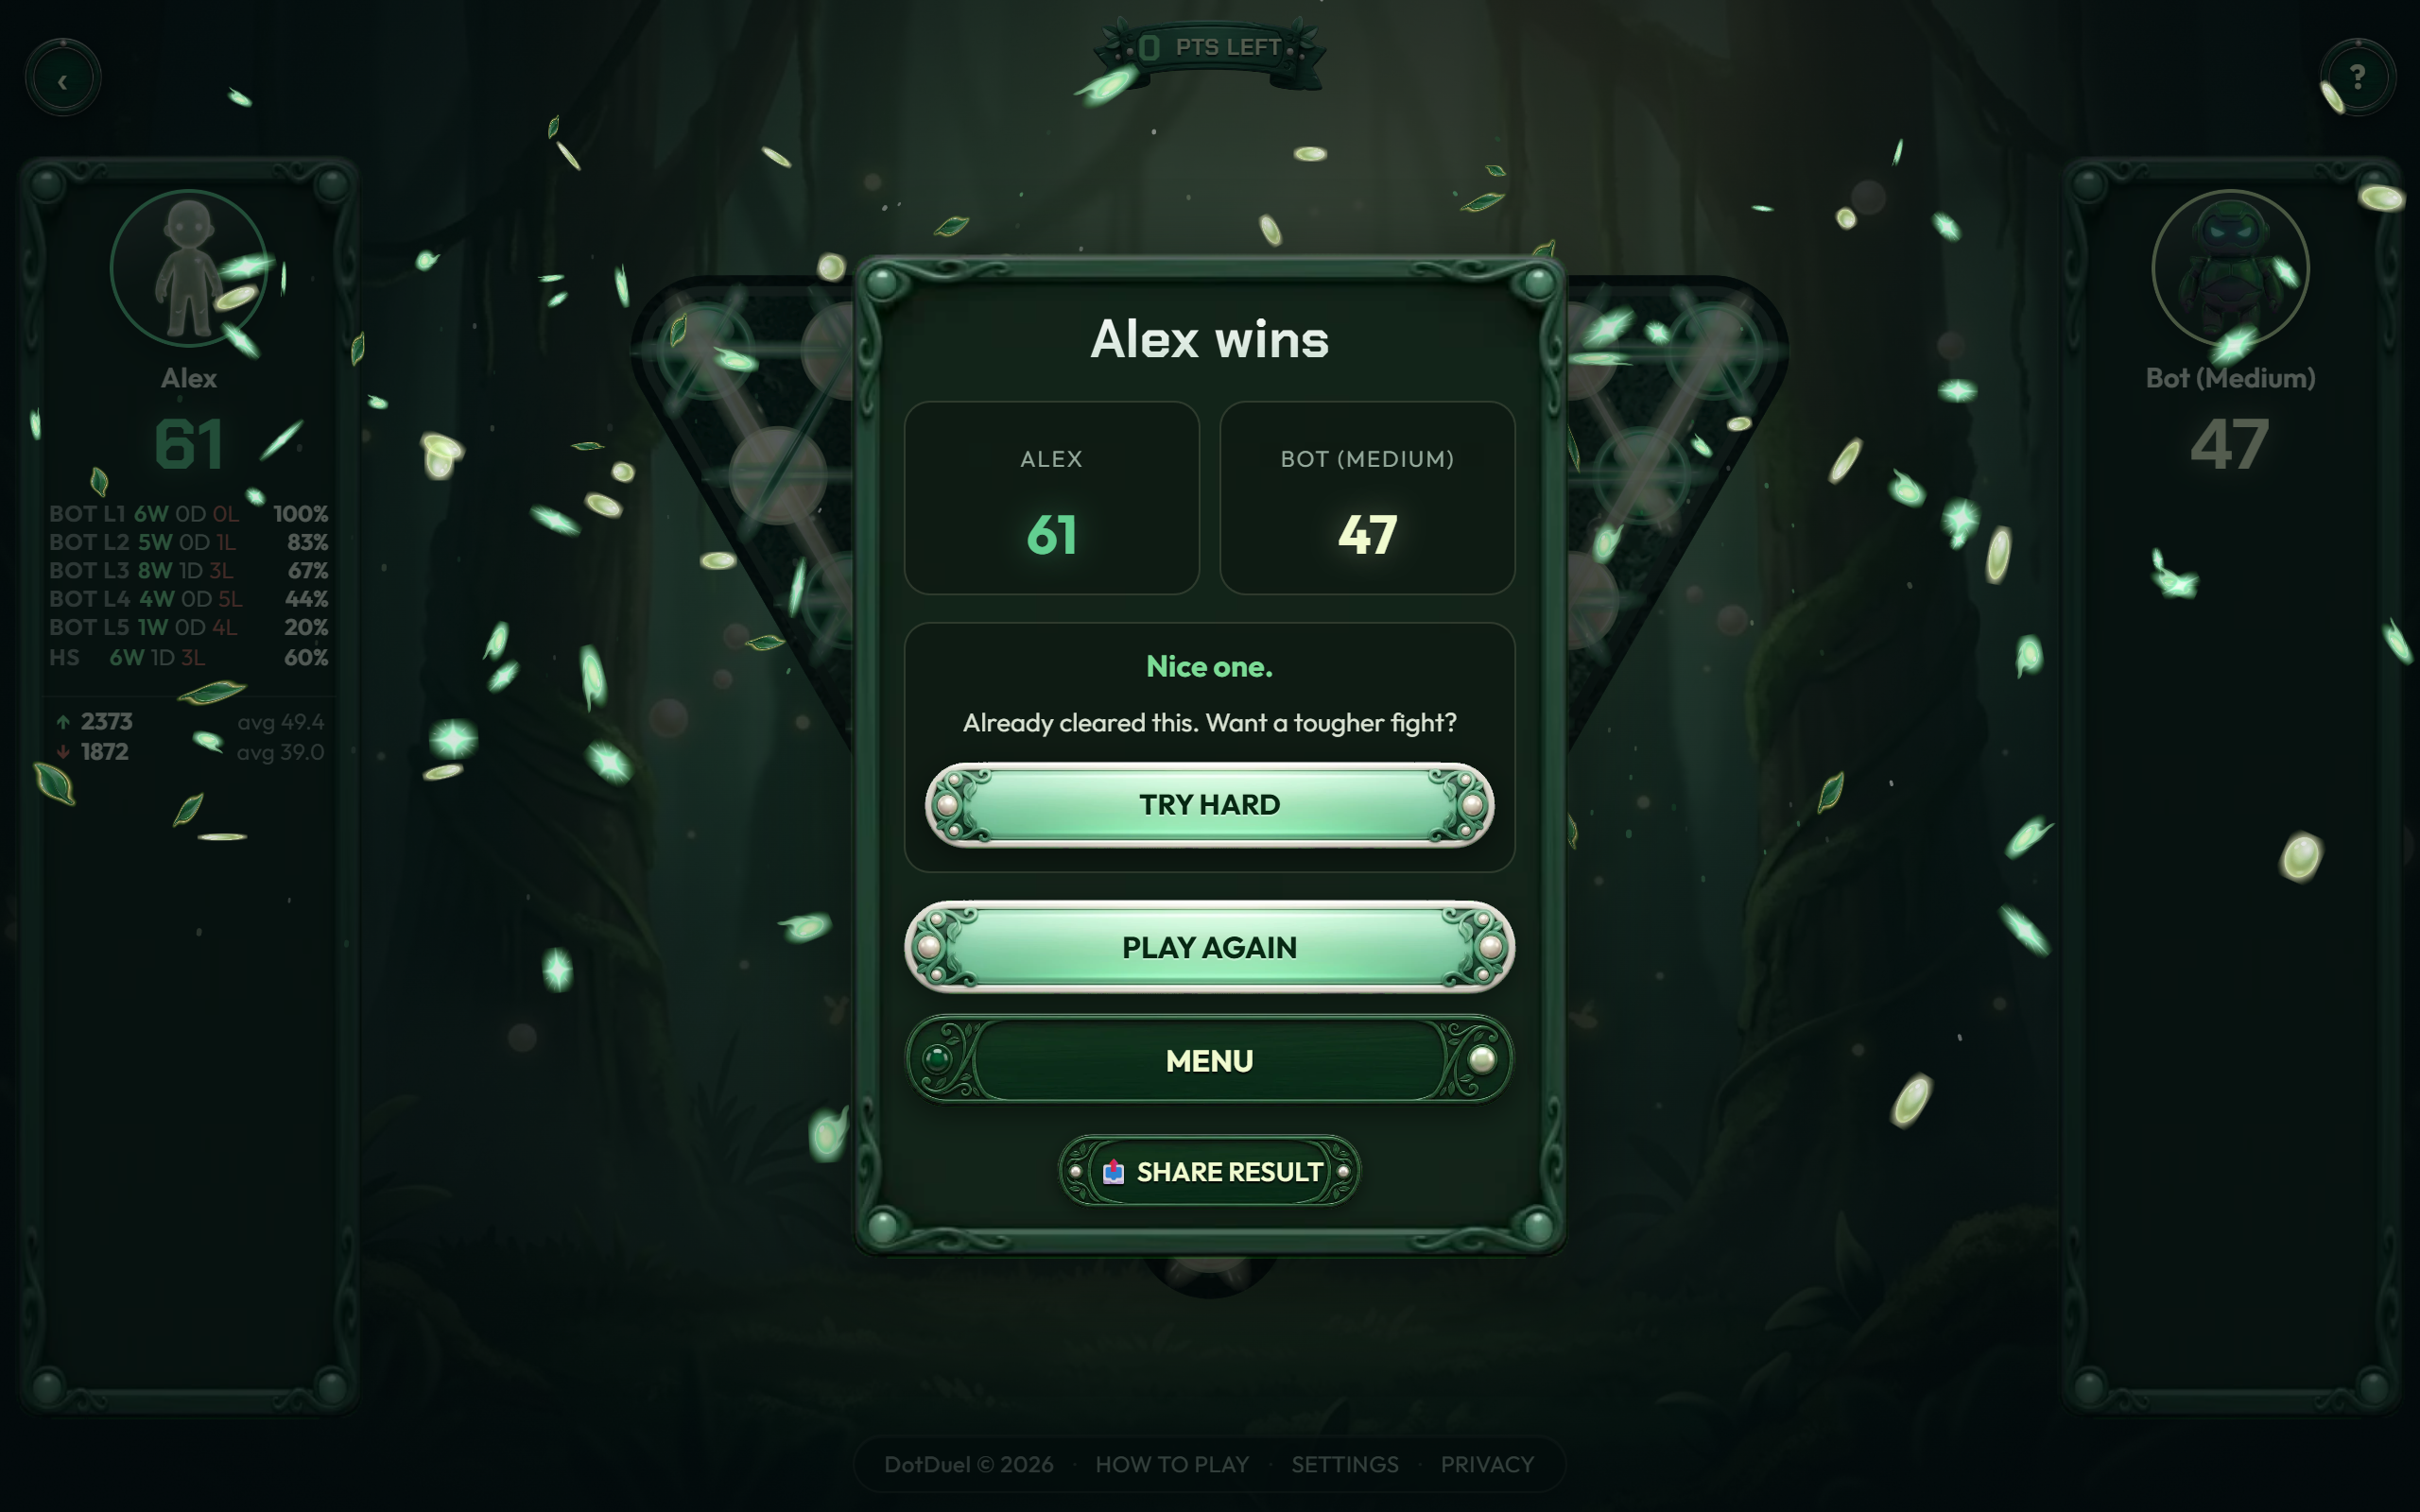 0 PTS LEFT
‹
?
Alex
61
BOT L1 6W 0D 0L 100%
BOT L2 5W 0D 1L 83%
BOT L3 8W 1D 3L 67%
BOT L4 4W 0D 5L 44%
BOT L5 1W 0D 4L 20%
HS 6W 1D 3L 60%
↑ 2373 avg 49.4
↓ 1872 avg 39.0
Alex wins
ALEX
61
BOT (MEDIUM)
47
Nice one.
Already cleared this. Want a tougher fight?
TRY HARD
PLAY AGAIN
MENU
SHARE RESULT
Bot (Medium)
47
DotDuel © 2026 · HOW TO PLAY · SETTINGS · PRIVACY